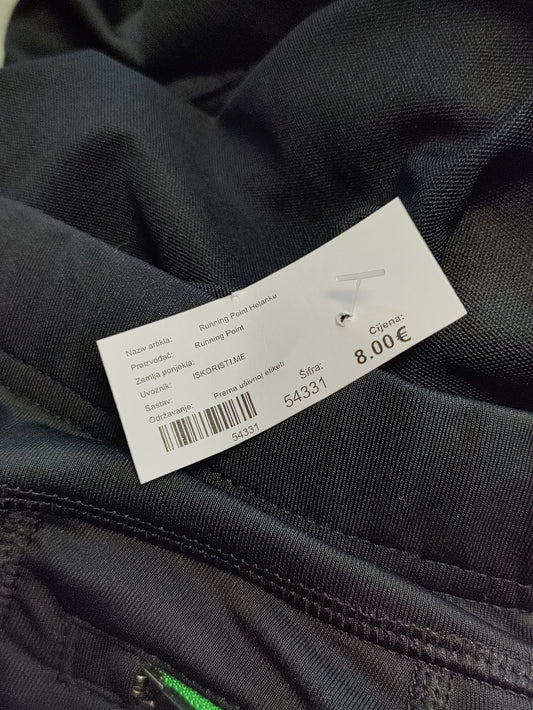 Naziv artikla: Running Point Helanke
Proizvođač: Running Point
Zemlja porijekla:
Uvoznik: ISKORISTI.ME
Sastav:
Održavanje: Prema ušivnoj etiketi
54331
Šifra:
54331
Cijena:
8.00€